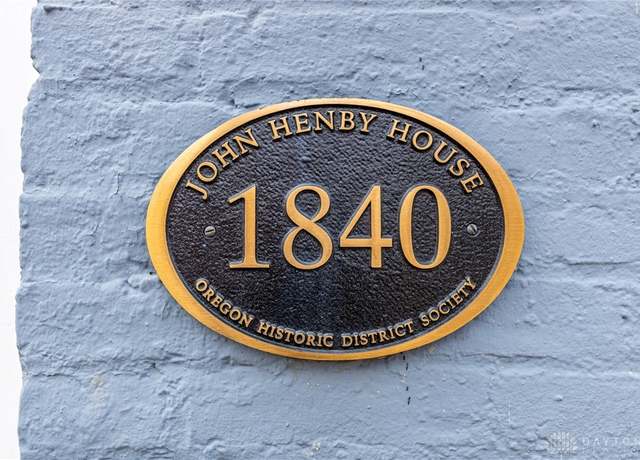 JOHN HENBY HOUSE
1840
OREGON HISTORIC DISTRICT SOCIETY